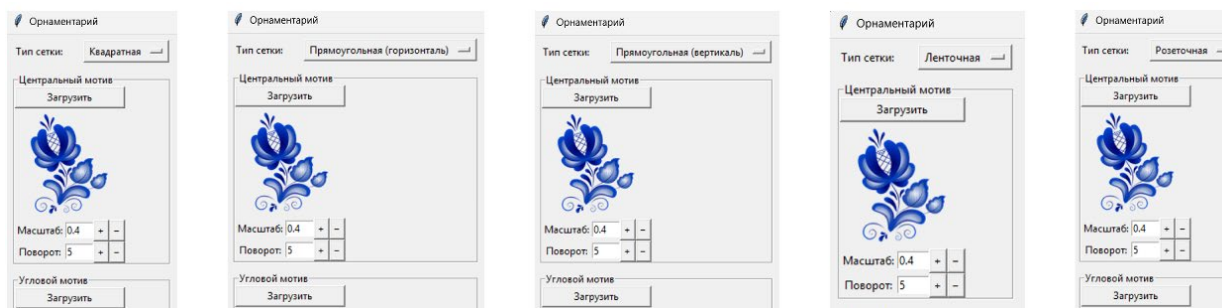 Орнаментарий
Тип сетки: Квадратная
Центральный мотив
Загрузить
Масштаб: 0.4 + -
Поворот: 5 + -
Угловой мотив
Загрузить
Орнаментарий
Тип сетки: Прямоугольная (горизонталь)
Центральный мотив
Загрузить
Масштаб: 0.4 + -
Поворот: 5 + -
Угловой мотив
Загрузить
Орнаментарий
Тип сетки: Прямоугольная (вертикаль)
Центральный мотив
Загрузить
Масштаб: 0.4 + -
Поворот: 5 + -
Угловой мотив
Загрузить
Орнаментарий
Тип сетки: Ленточная
Центральный мотив
Загрузить
Масштаб: 0.4 + -
Поворот: 5 + -
Орнаментарий
Тип сетки: Розеточная
Центральный мотив
Загрузить
Масштаб: 0.4 + -
Поворот: 5 + -
Угловой мотив
Загрузить